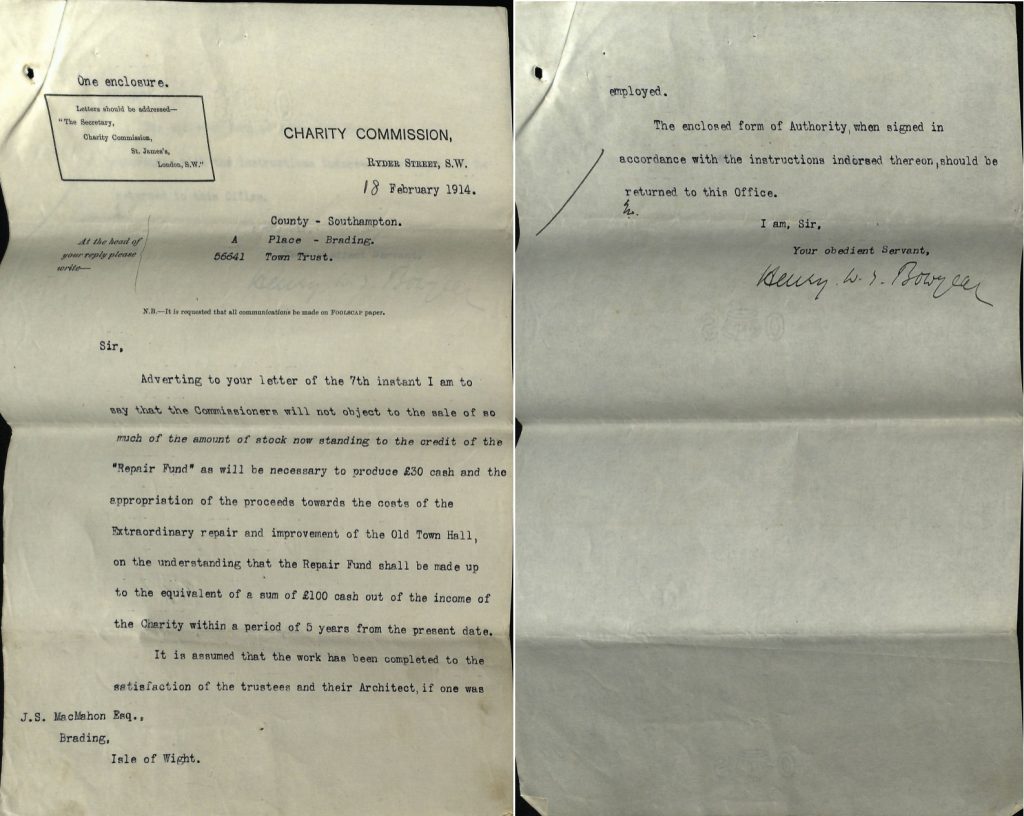 One enclosure.
Letters should be addressed—
"The Secretary,
Charity Commission,
St. James's,
London, S.W."
CHARITY COMMISSION,
RYDER STREET, S.W.
18 February 1914.
County - Southampton.
A Place - Brading.
56641 Town Trust.
At the head of
your reply please
write—
N.B.—It is requested that all communications be made on FOOLSCAP paper.
Sir,
Adverting to your letter of the 7th instant I am to
say that the Commissioners will not object to the sale of so
much of the amount of stock now standing to the credit of the
"Repair Fund" as will be necessary to produce £30 cash and the
appropriation of the proceeds towards the costs of the
Extraordinary repair and improvement of the Old Town Hall,
on the understanding that the Repair Fund shall be made up
to the equivalent of a sum of £100 cash out of the income of
the Charity within a period of 5 years from the present date.
It is assumed that the work has been completed to the
satisfaction of the trustees and their Architect, if one was
J.S. MacMahon Esq.,
Brading,
Isle of Wight.
employed.
The enclosed form of Authority, when signed in
accordance with the instructions indorsed thereon, should be
returned to this Office.
I am, Sir,
Your obedient Servant,
Henry W. S. Bowyear